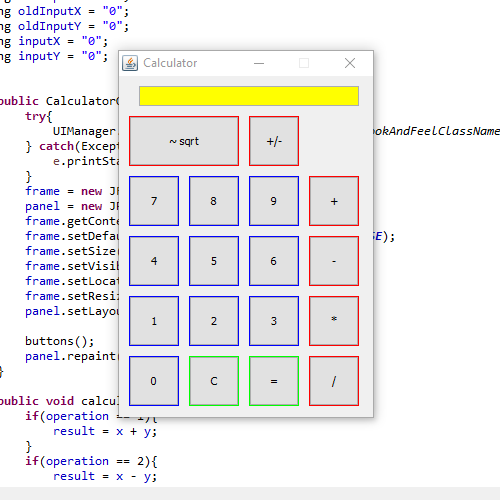 ng oldInputX = "0";
ng oldInputY = "0";
ng inputX = "0";
ng inputY = "0";
Calculator
public Calculator
try{
UIManager. ookAndFeelClassName
~ sqrt +/-
} catch(Except
e.printSta
}
frame = new JF
7 8 9 +
panel = new JP
frame.getConte
frame.setDefau SE);
frame.setSize(
4 5 6 -
frame.setVisib
frame.setLocat
frame.setResiz
panel.setLayou
1 2 3 *
buttons();
panel.repaint(
}
0 C = /
public void calcul
if(operation == 1){
result = x + y;
}
if(operation == 2){
result = x - y;